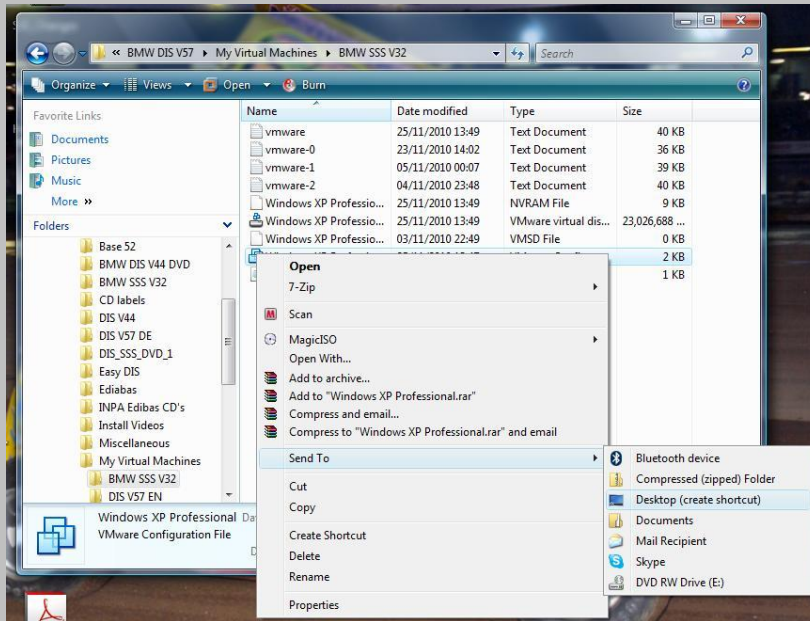 « BMW DIS V57 ▸ My Virtual Machines ▸ BMW SSS V32
Search
Organize Views Open Burn
Favorite Links
Documents
Pictures
Music
More »
Folders
Base 52
BMW DIS V44 DVD
BMW SSS V32
CD labels
DIS V44
DIS V57 DE
DIS_SSS_DVD_1
Easy DIS
Ediabas
INPA Edibas CD's
Install Videos
Miscellaneous
My Virtual Machines
BMW SSS V32
DIS V57 EN
Name Date modified Type Size
vmware 25/11/2010 13:49 Text Document 40 KB
vmware-0 23/11/2010 14:02 Text Document 36 KB
vmware-1 05/11/2010 00:07 Text Document 39 KB
vmware-2 04/11/2010 23:48 Text Document 40 KB
Windows XP Professio... 25/11/2010 13:49 NVRAM File 9 KB
Windows XP Professio... 25/11/2010 13:49 VMware virtual dis... 23,026,688 ...
Windows XP Professio... 03/11/2010 22:49 VMSD File 0 KB
2 KB
1 KB
Open
7-Zip
Scan
MagicISO
Open With...
Add to archive...
Add to "Windows XP Professional.rar"
Compress and email...
Compress to "Windows XP Professional.rar" and email
Send To
Cut
Copy
Create Shortcut
Delete
Rename
Properties
Bluetooth device
Compressed (zipped) Folder
Desktop (create shortcut)
Documents
Mail Recipient
Skype
DVD RW Drive (E:)
Windows XP Professional
VMware Configuration File